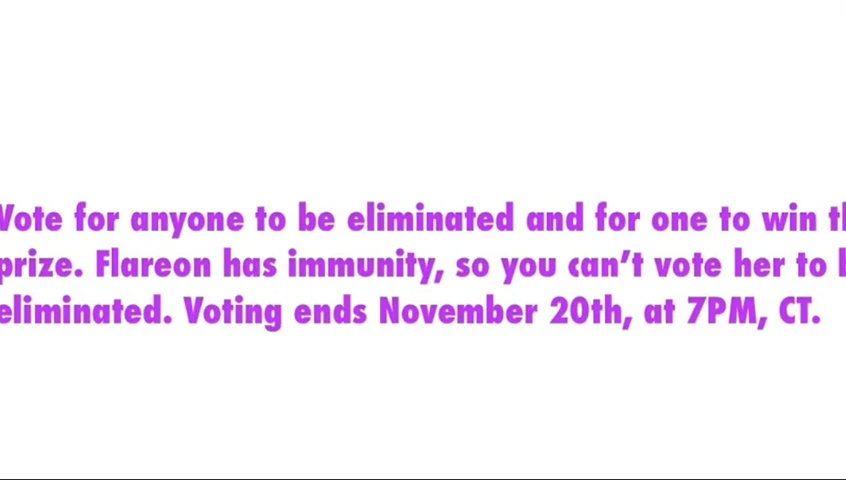 Vote for anyone to be eliminated and for one to win th
prize. Flareon has immunity, so you can't vote her to b
eliminated. Voting ends November 20th, at 7PM, CT.